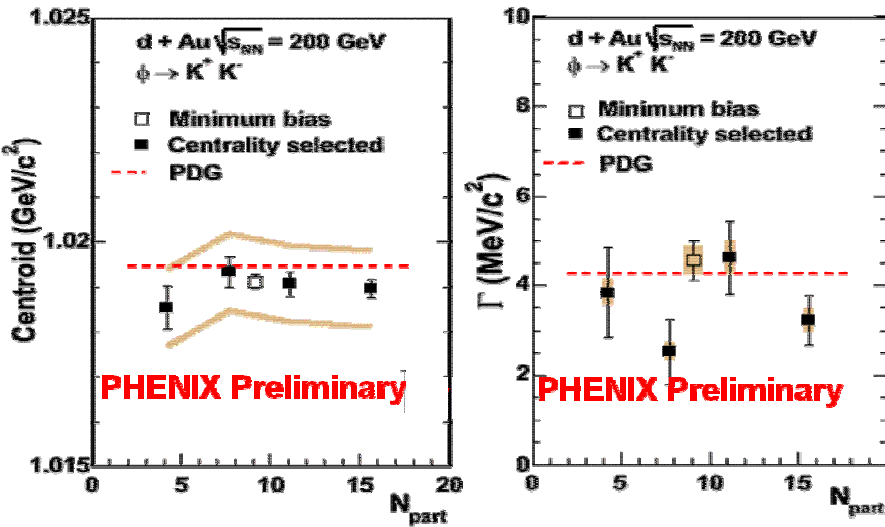 1.025
d + Au √sNN = 200 GeV
ϕ → K+ K-
Minimum bias
Centrality selected
PDG
Centroid (GeV/c2)
1.02
PHENIX Preliminary
1.015
0 5 10 15 20
Npart
10
d + Au √sNN = 200 GeV
ϕ → K+ K-
8
Minimum bias
Centrality selected
PDG
Γ (MeV/c2)
6
4
PHENIX Preliminary
2
0
0 5 10 15
Npart